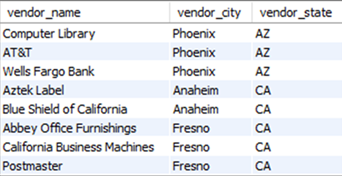 vendor_name vendor_city vendor_state
Computer Library Phoenix AZ
AT&T Phoenix AZ
Wells Fargo Bank Phoenix AZ
Aztek Label Anaheim CA
Blue Shield of California Anaheim CA
Abbey Office Furnishings Fresno CA
California Business Machines Fresno CA
Postmaster Fresno CA